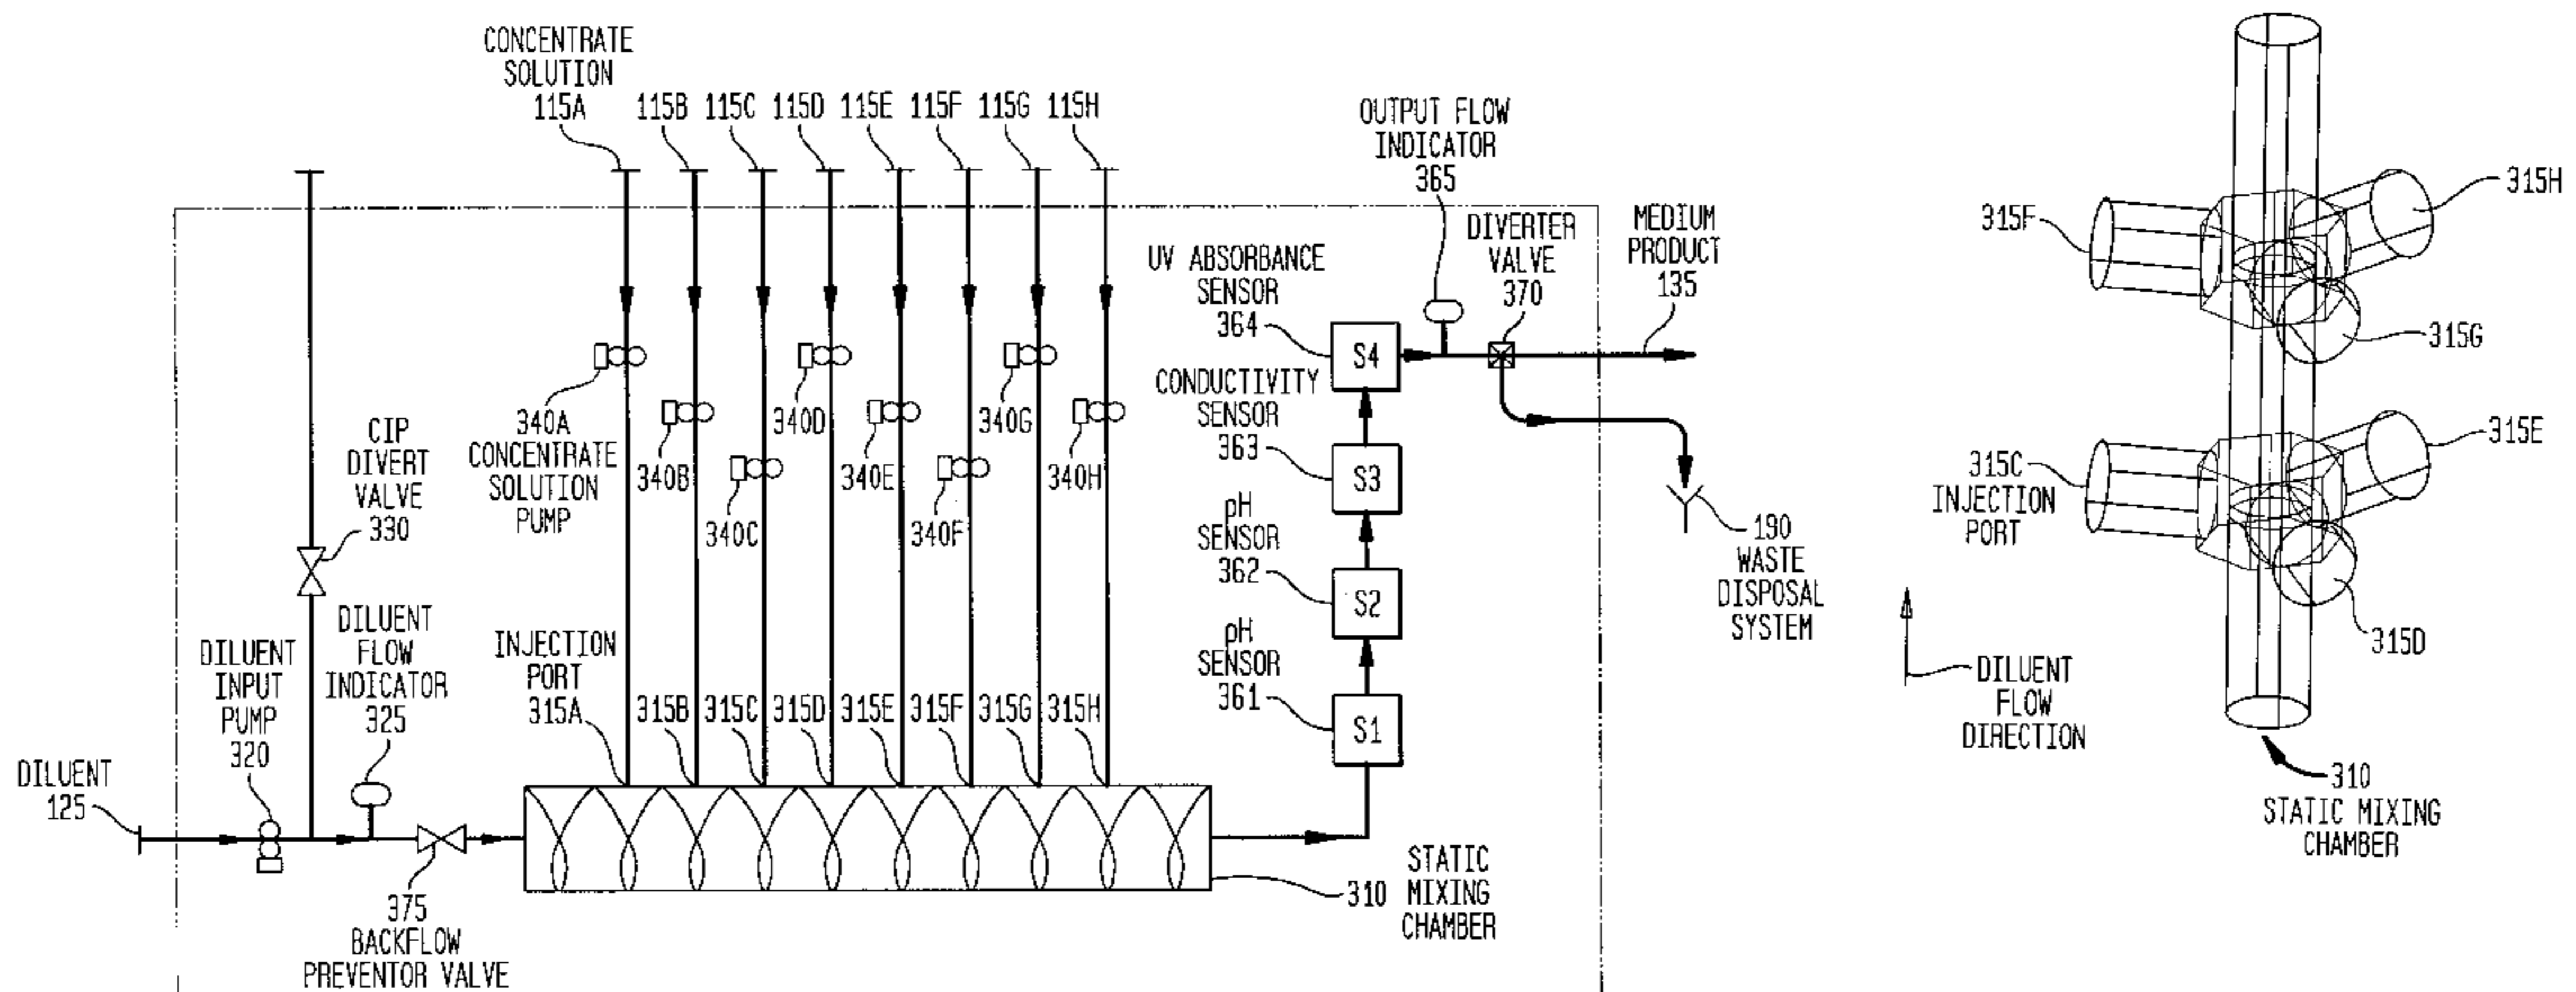 CONCENTRATE
SOLUTION
115A
115B
115C
115D
115E
115F
115G
115H
OUTPUT FLOW
INDICATOR
365
DIVERTER
VALVE
370
MEDIUM
PRODUCT
135
UV ABSORBANCE
SENSOR
364
S4
CONDUCTIVITY
SENSOR
363
S3
pH
SENSOR
362
S2
pH
SENSOR
361
S1
190
WASTE
DISPOSAL
SYSTEM
340A
CONCENTRATE
SOLUTION
PUMP
340B
340C
340D
340E
340F
340G
340H
CIP
DIVERT
VALVE
330
DILUENT
FLOW
INDICATOR
325
DILUENT
INPUT
PUMP
320
DILUENT
125
INJECTION
PORT
315A
315B
315C
315D
315E
315F
315G
315H
375
BACKFLOW
PREVENTOR VALVE
310
STATIC
MIXING
CHAMBER
315F
315H
315G
315C
INJECTION
PORT
315E
315D
DILUENT
FLOW
DIRECTION
310
STATIC MIXING
CHAMBER